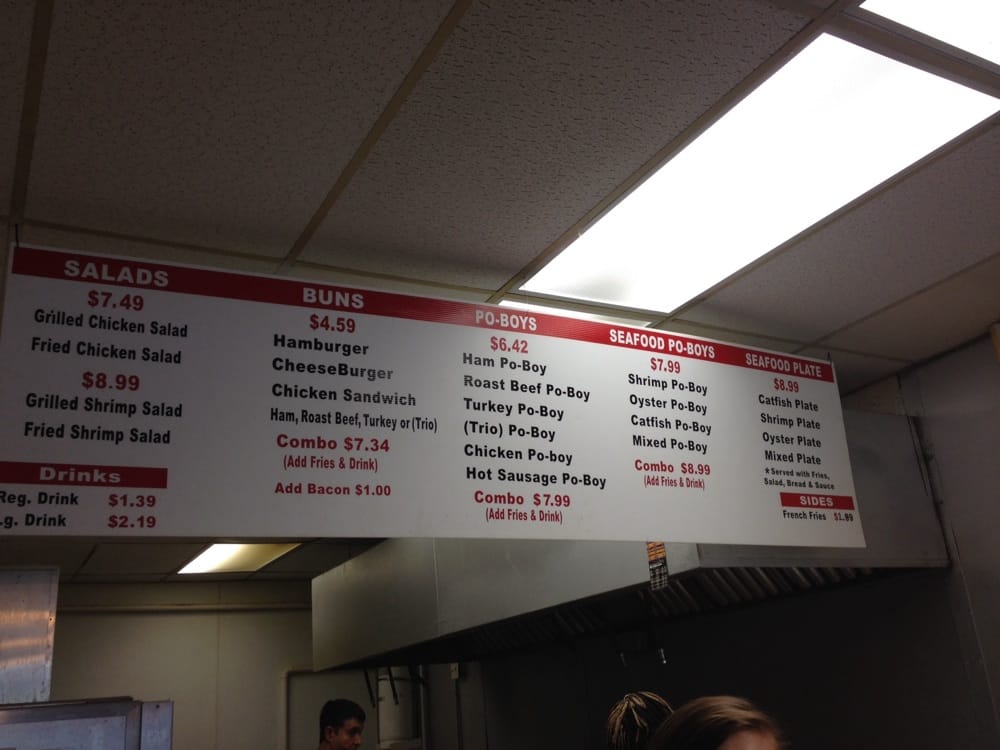 SALADS
$7.49
Grilled Chicken Salad
Fried Chicken Salad
$8.99
Grilled Shrimp Salad
Fried Shrimp Salad
Drinks
Reg. Drink $1.39
.g. Drink $2.19
BUNS
$4.59
Hamburger
CheeseBurger
Chicken Sandwich
Ham, Roast Beef, Turkey or (Trio)
Combo $7.34
(Add Fries & Drink)
Add Bacon $1.00
PO-BOYS
$6.42
Ham Po-Boy
Roast Beef Po-Boy
Turkey Po-Boy
(Trio) Po-Boy
Chicken Po-boy
Hot Sausage Po-Boy
Combo $7.99
(Add Fries & Drink)
SEAFOOD PO-BOYS
$7.99
Shrimp Po-Boy
Oyster Po-Boy
Catfish Po-Boy
Mixed Po-Boy
Combo $8.99
(Add Fries & Drink)
SEAFOOD PLATE
$8.99
Catfish Plate
Shrimp Plate
Oyster Plate
Mixed Plate
*Served with Fries,
Salad, Bread & Sauce
SIDES
French Fries